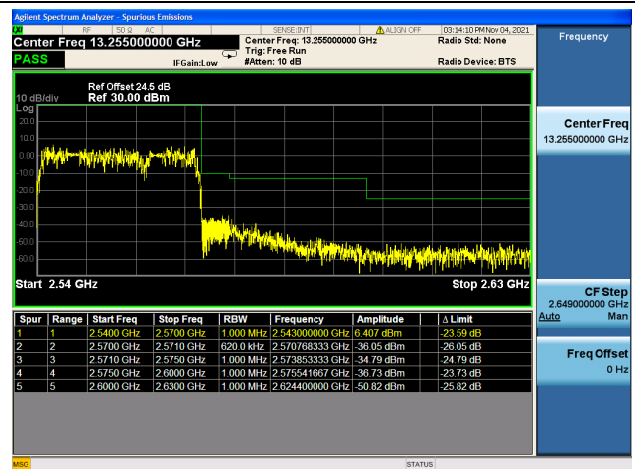 Agilent Spectrum Analyzer - Spurious Emissions
RF 50 Ω AC SENSE:INT ALIGN OFF 03:14:10 PM Nov 04, 2021
Center Freq 13.255000000 GHz Center Freq: 13.255000000 GHz Radio Std: None
Trig: Free Run
PASS IFGain:Low #Atten: 10 dB Radio Device: BTS
Ref Offset 24.5 dB
10 dB/div Ref 30.00 dBm
Log
20.0
10.0
0.00
-10.0
-20.0
-30.0
-40.0
-50.0
-60.0
Start 2.54 GHz Stop 2.63 GHz
Spur Range Start Freq Stop Freq RBW Frequency Amplitude Δ Limit
1 1 2.5400 GHz 2.5700 GHz 1.000 MHz 2.543000000 GHz 6.407 dBm -23.59 dB
2 2 2.5700 GHz 2.5710 GHz 620.0 kHz 2.570768333 GHz -36.05 dBm -26.05 dB
3 3 2.5710 GHz 2.5750 GHz 1.000 MHz 2.573853333 GHz -34.79 dBm -24.79 dB
4 4 2.5750 GHz 2.6000 GHz 1.000 MHz 2.575541667 GHz -36.73 dBm -23.73 dB
5 5 2.6000 GHz 2.6300 GHz 1.000 MHz 2.624400000 GHz -50.82 dBm -25.82 dB
MSG STATUS
Frequency
Center Freq
13.255000000 GHz
CF Step
2.649000000 GHz
Auto Man
Freq Offset
0 Hz